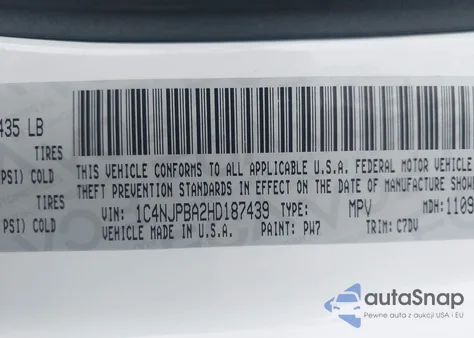 435 LB
TIRES
PSI) COLD
TIRES
PSI) COLD
THIS VEHICLE CONFORMS TO ALL APPLICABLE U.S.A. FEDERAL MOTOR VEHICLE
THEFT PREVENTION STANDARDS IN EFFECT ON THE DATE OF MANUFACTURE SHOW
VIN: 1C4NJPBA2HD187439 TYPE: MPV MDH: 1109
VEHICLE MADE IN U.S.A. PAINT: PW7 TRIM: C7DV
autoSnap
Pewne auta z aukcji USA i EU